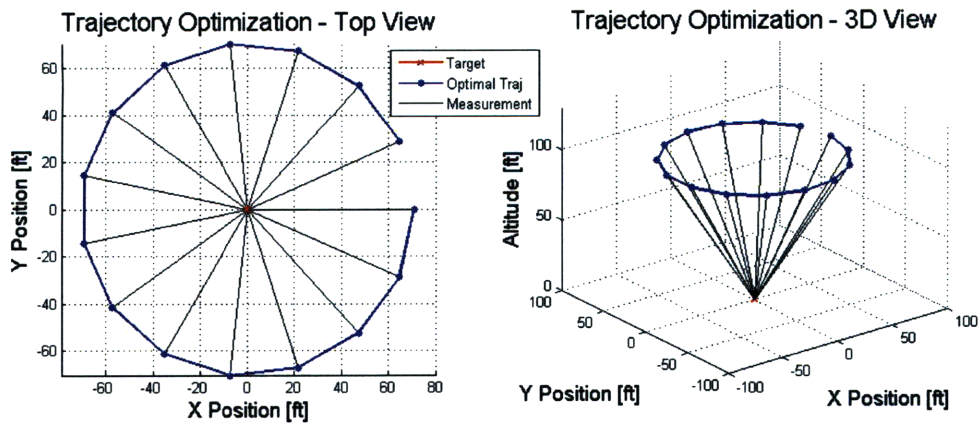 Trajectory Optimization - Top View
Target
Optimal Traj
Measurement
60
40
20
0
-20
-40
-60
Y Position [ft]
-60 -40 -20 0 20 40 60 80
X Position [ft]
Trajectory Optimization - 3D View
100
50
0
Altitude [ft]
100
50
0
-50
-100
Y Position [ft]
-100
-50
0
50
100
X Position [ft]